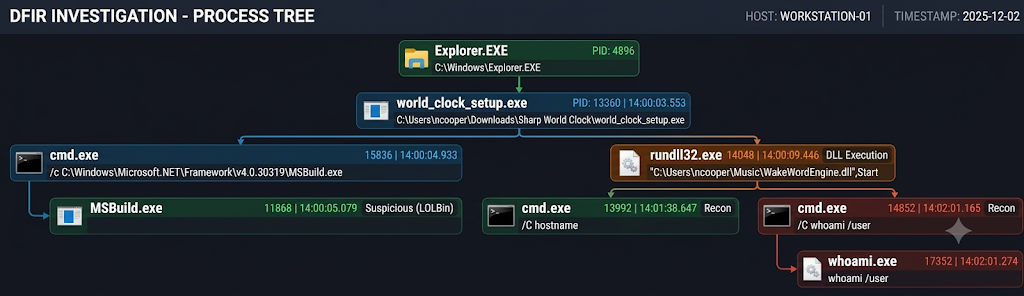 DFIR INVESTIGATION - PROCESS TREE
HOST: WORKSTATION-01 TIMESTAMP: 2025-12-02
Explorer.EXE PID: 4896
C:\Windows\Explorer.EXE
world_clock_setup.exe PID: 13360 | 14:00:03.553
C:\Users\ncooper\Downloads\Sharp World Clock\world_clock_setup.exe
cmd.exe 15836 | 14:00:04.933
/c C:\Windows\Microsoft.NET\Framework\v4.0.30319\MSBuild.exe
rundll32.exe 14048 | 14:00:09.446 DLL Execution
"C:\Users\ncooper\Music\WakeWordEngine.dll",Start
MSBuild.exe 11868 | 14:00:05.079 Suspicious (LOLBin)
cmd.exe 13992 | 14:01:38.647 Recon
/C hostname
cmd.exe 14852 | 14:02:01.165 Recon
/C whoami /user
whoami.exe 17352 | 14:02:01.274
whoami /user